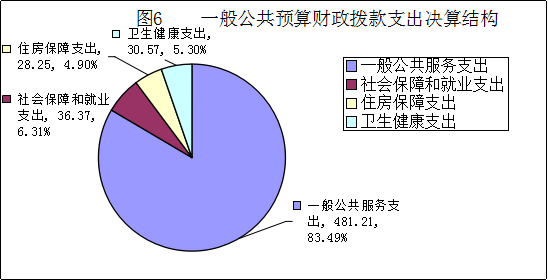 图6 一般公共预算财政拨款支出决算结构
卫生健康支出,
30.57, 5.30%
住房保障支出,
28.25, 4.90%
社会保障和就业
支出, 36.37,
6.31%
一般公共服务支
出, 481.21,
83.49%
一般公共服务支出
社会保障和就业支出
住房保障支出
卫生健康支出